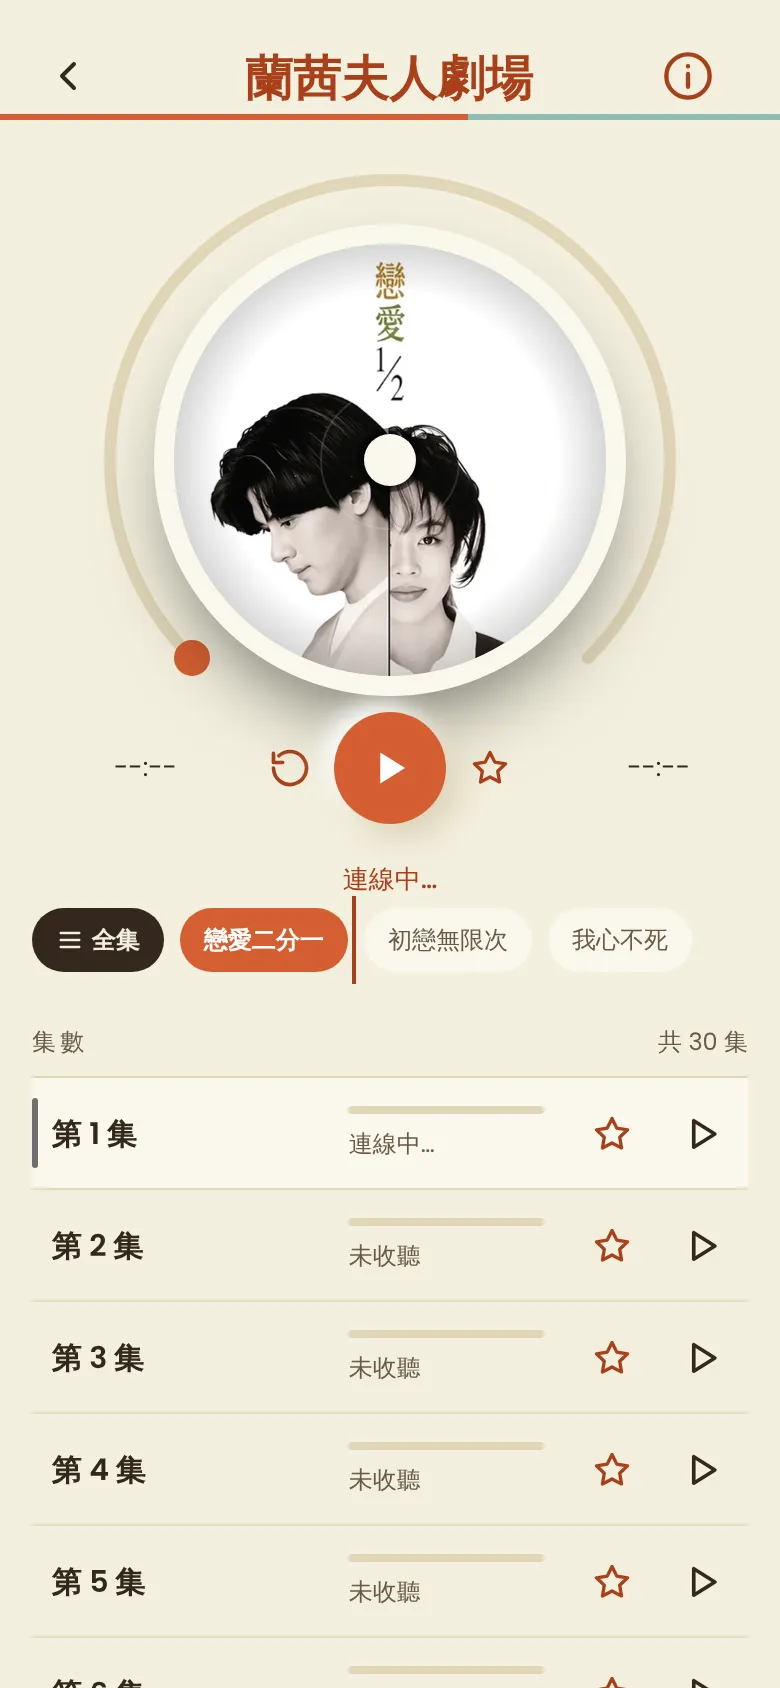 蘭茜夫人劇場
戀
愛
1/2
--:--
--:--
連線中...
全集
戀愛二分一
初戀無限次
我心不死
集數
共 30 集
第 1 集
連線中...
第 2 集
未收聽
第 3 集
未收聽
第 4 集
未收聽
第 5 集
未收聽